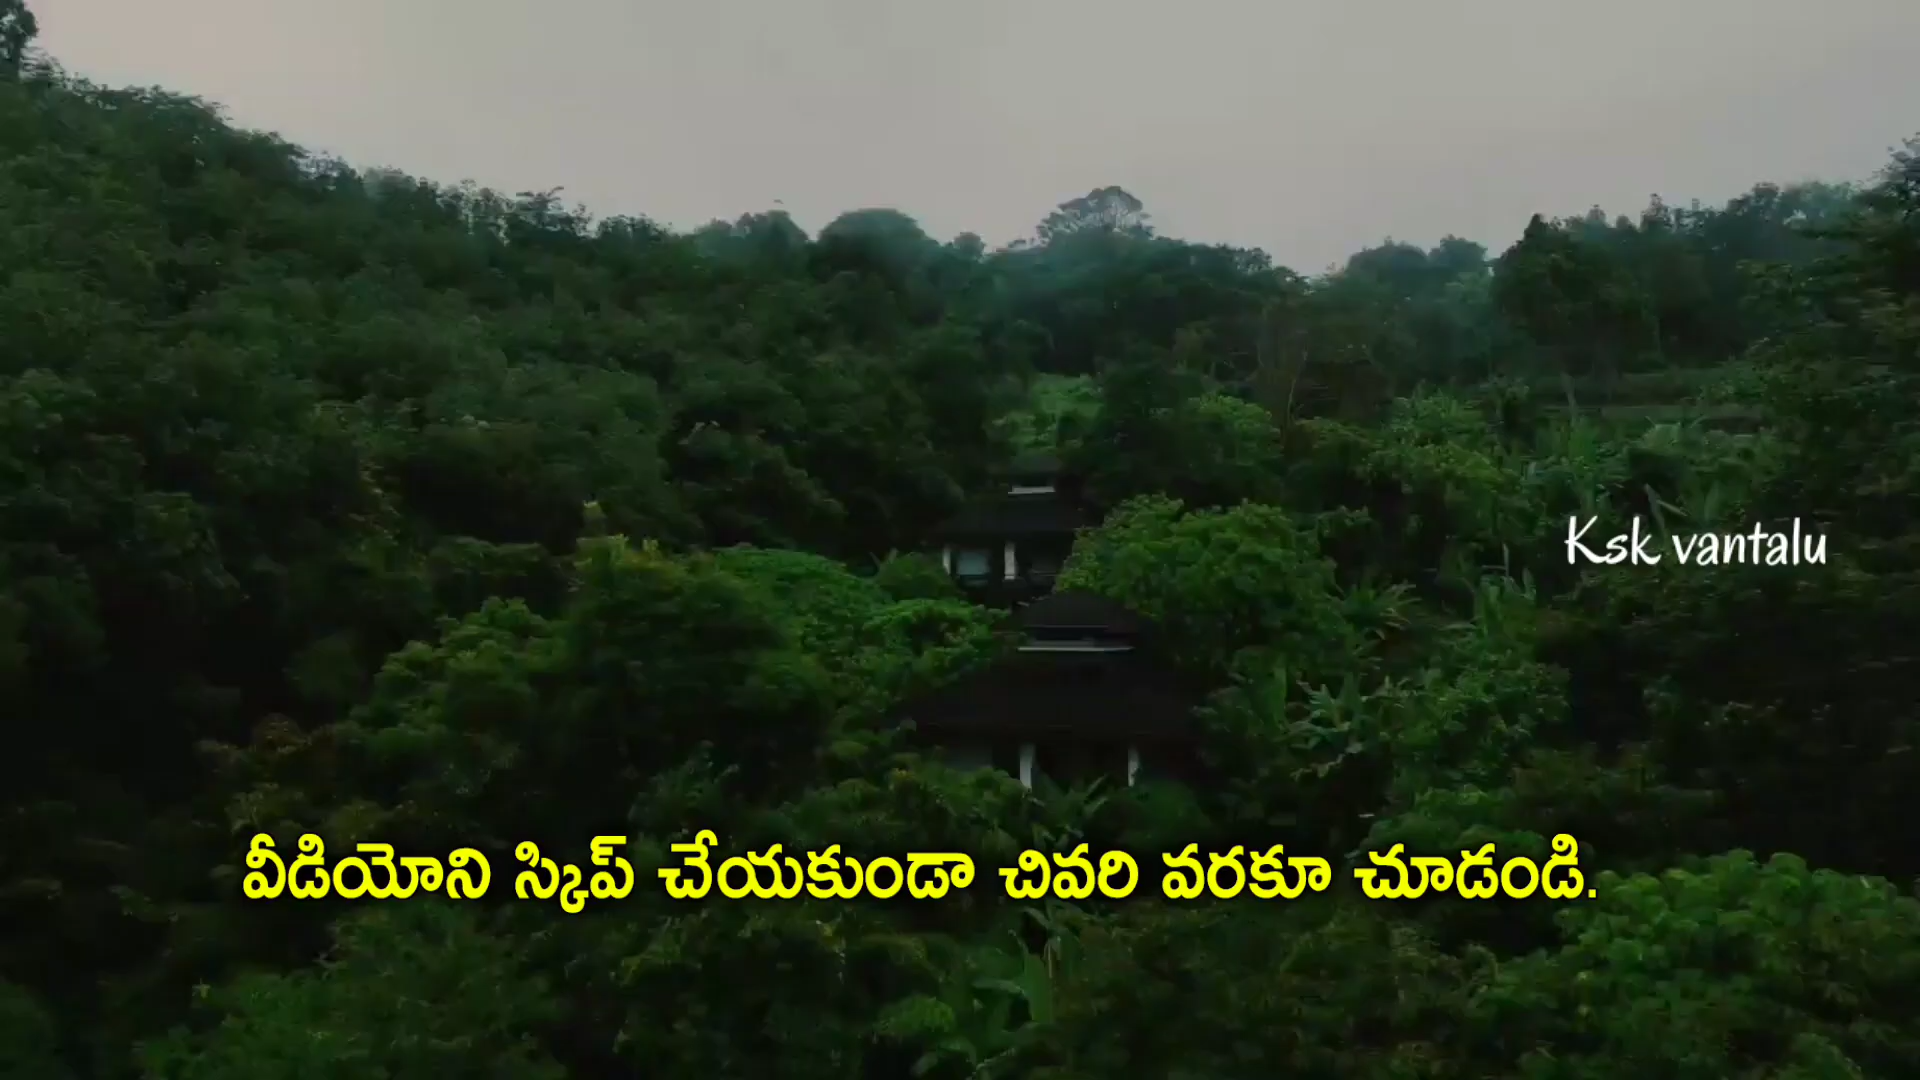 Ksk vantalu
వీడియోని స్కిప్ చేయకుండా చివరి వరకూ చూడండి.